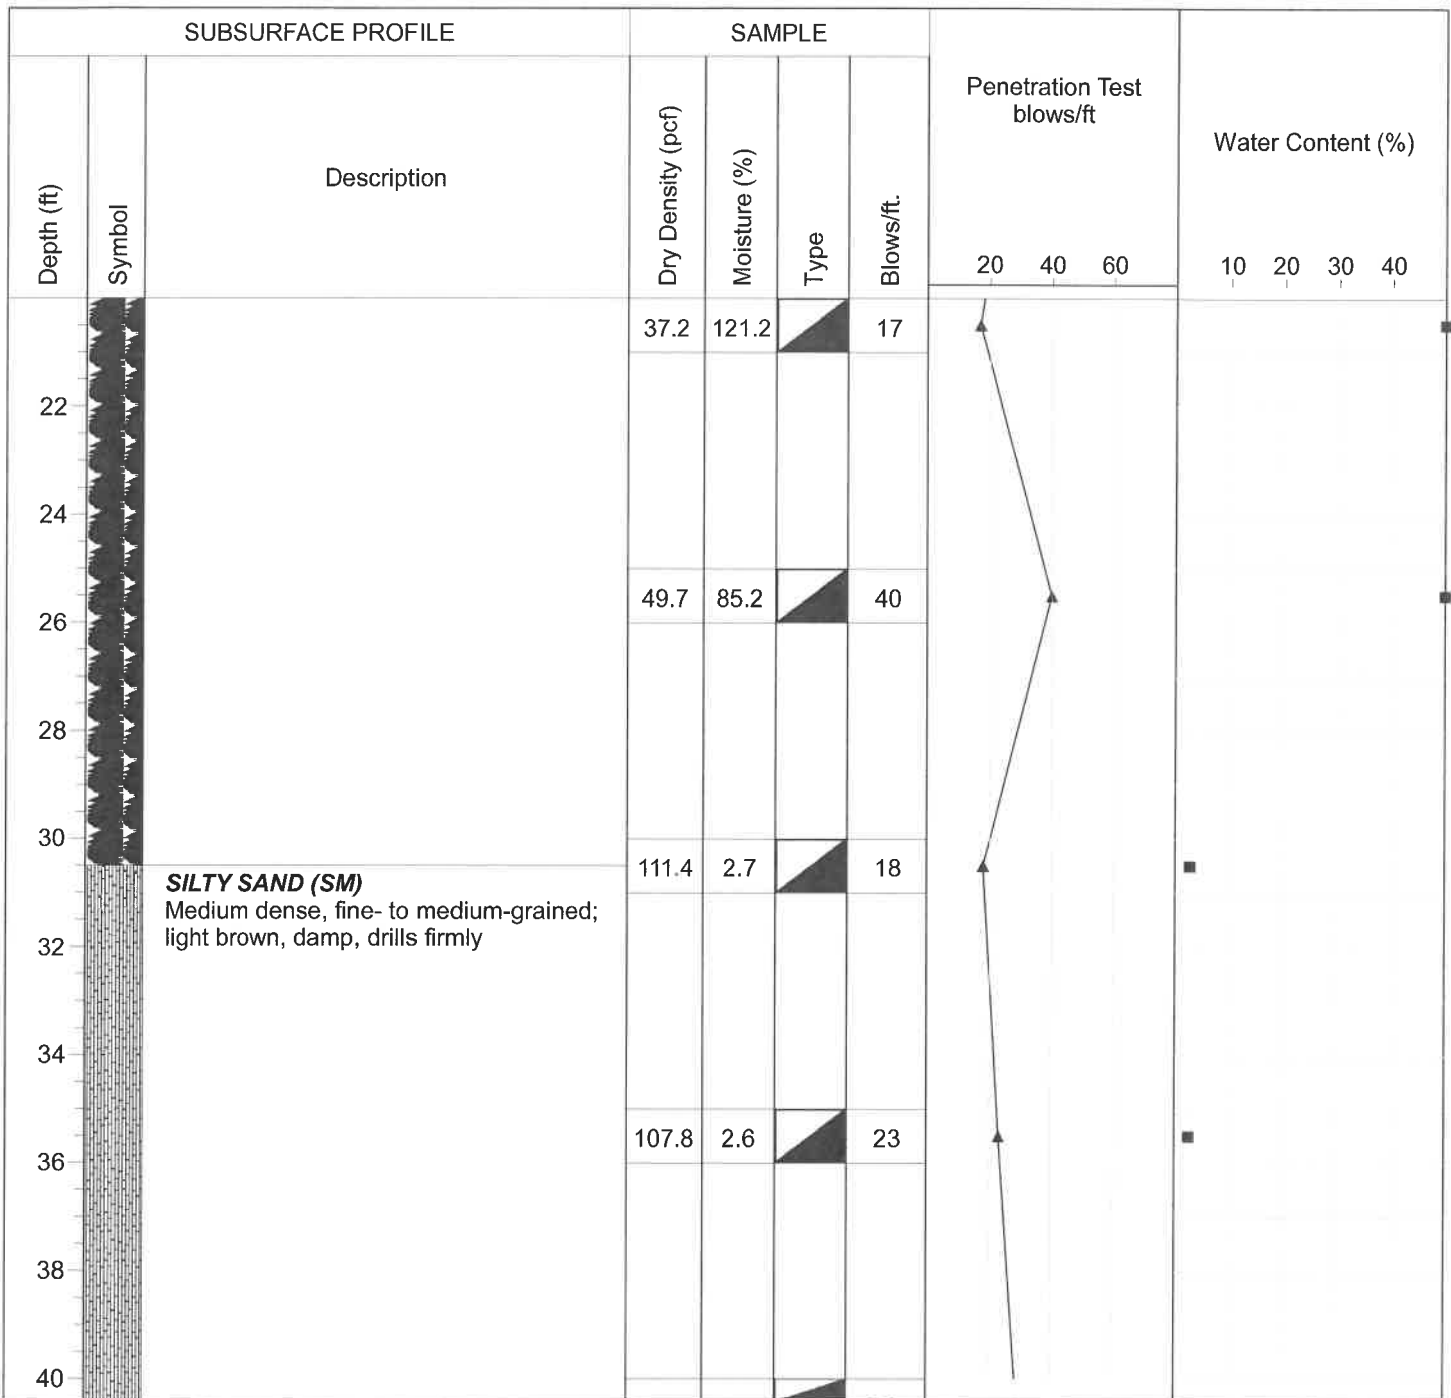 SUBSURFACE PROFILE
SAMPLE
Penetration Test
blows/ft
Water Content (%)
Depth (ft)
Symbol
Description
Dry Density (pcf)
Moisture (%)
Type
Blows/ft.
20 40 60
10 20 30 40
37.2 121.2 17
22
24
49.7 85.2 40
26
28
30
111.4 2.7 18
SILTY SAND (SM)
Medium dense, fine- to medium-grained;
light brown, damp, drills firmly
32
34
107.8 2.6 23
36
38
40